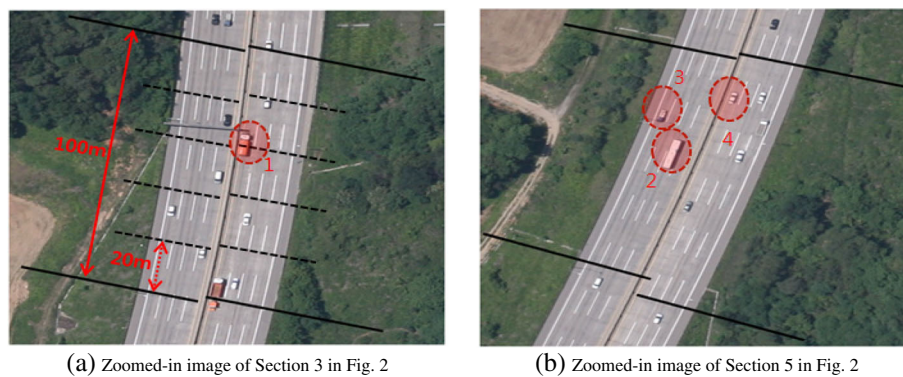 100m
20m
1
3
2
4
(a) Zoomed-in image of Section 3 in Fig. 2
(b) Zoomed-in image of Section 5 in Fig. 2